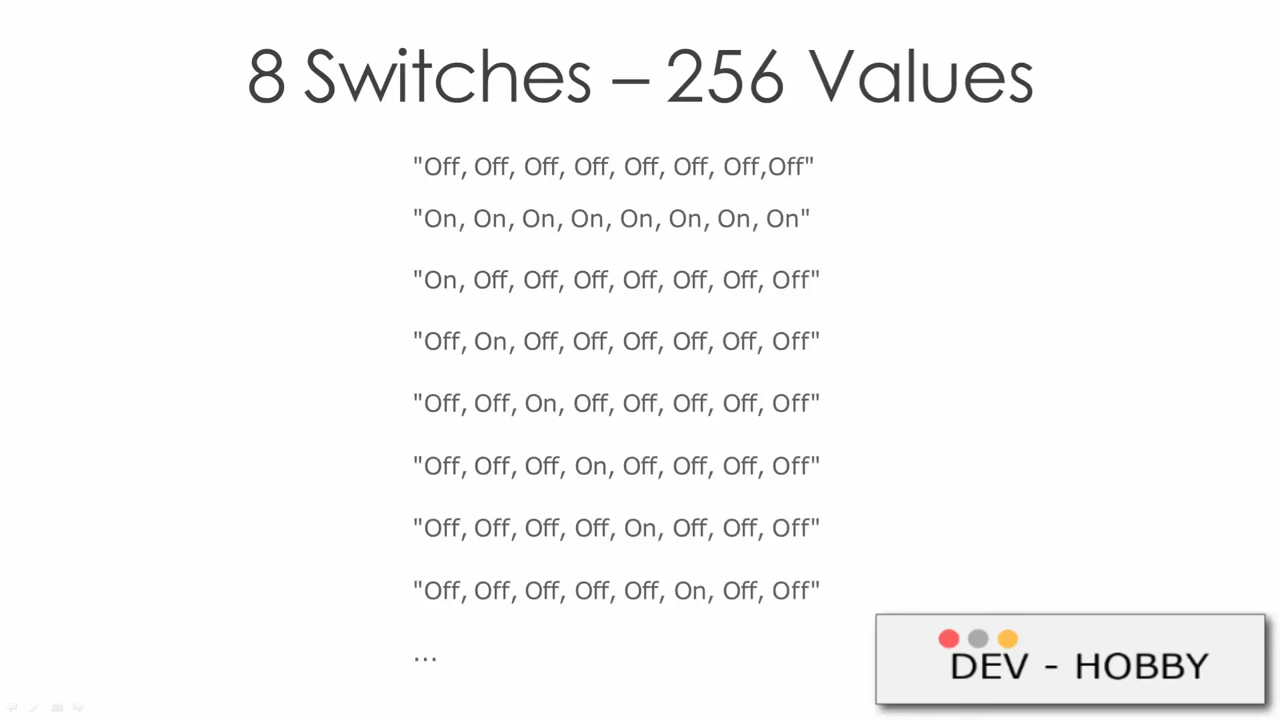 8 Switches – 256 Values
"Off, Off, Off, Off, Off, Off, Off,Off"
"On, On, On, On, On, On, On, On"
"On, Off, Off, Off, Off, Off, Off, Off"
"Off, On, Off, Off, Off, Off, Off, Off"
"Off, Off, On, Off, Off, Off, Off, Off"
"Off, Off, Off, On, Off, Off, Off, Off"
"Off, Off, Off, Off, On, Off, Off, Off"
"Off, Off, Off, Off, Off, On, Off, Off"
...
DEV - HOBBY